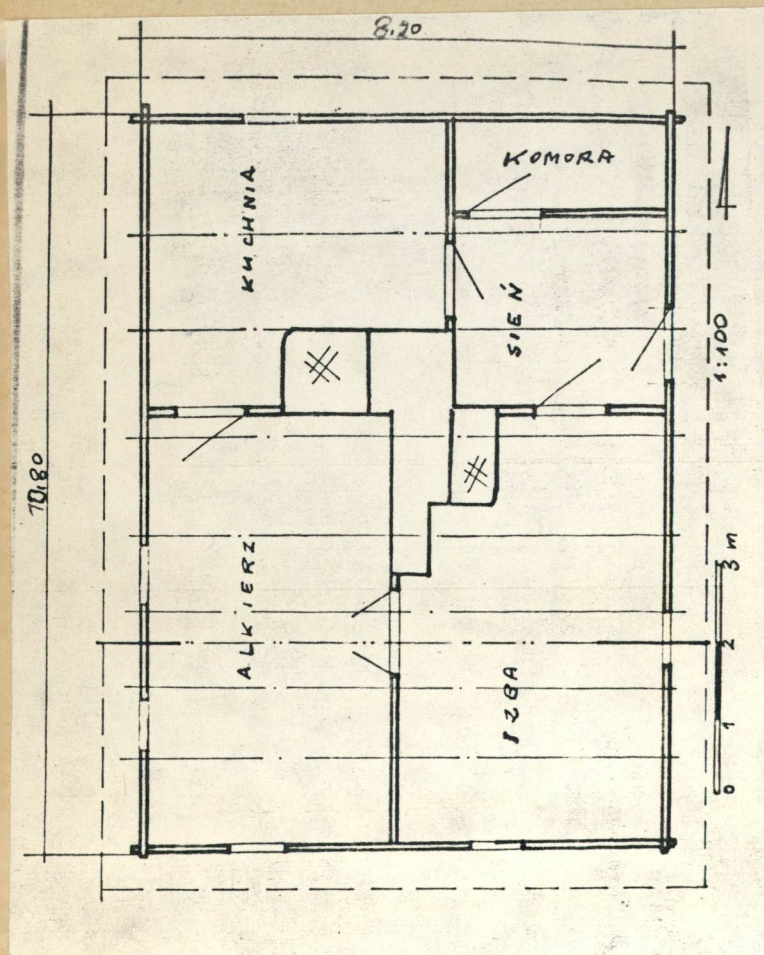 8.20
KOMORA
KUCHNIA
SIEŃ
1:100
10,80
ALKIERZ
IZBA
3 m
2
1
0